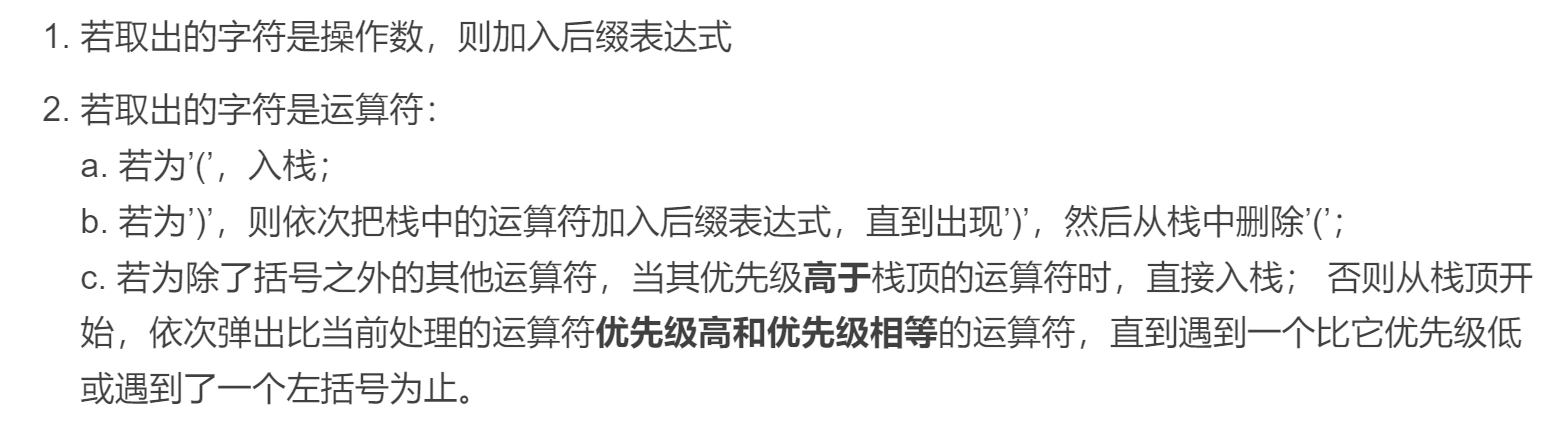 1. 若取出的字符是操作数，则加入后缀表达式
2. 若取出的字符是运算符：
a. 若为’(’，入栈；
b. 若为’)’，则依次把栈中的运算符加入后缀表达式，直到出现’)’，然后从栈中删除’(’；
c. 若为除了括号之外的其他运算符，当其优先级高于栈顶的运算符时，直接入栈； 否则从栈顶开
始，依次弹出比当前处理的运算符优先级高和优先级相等的运算符，直到遇到一个比它优先级低
或遇到了一个左括号为止。